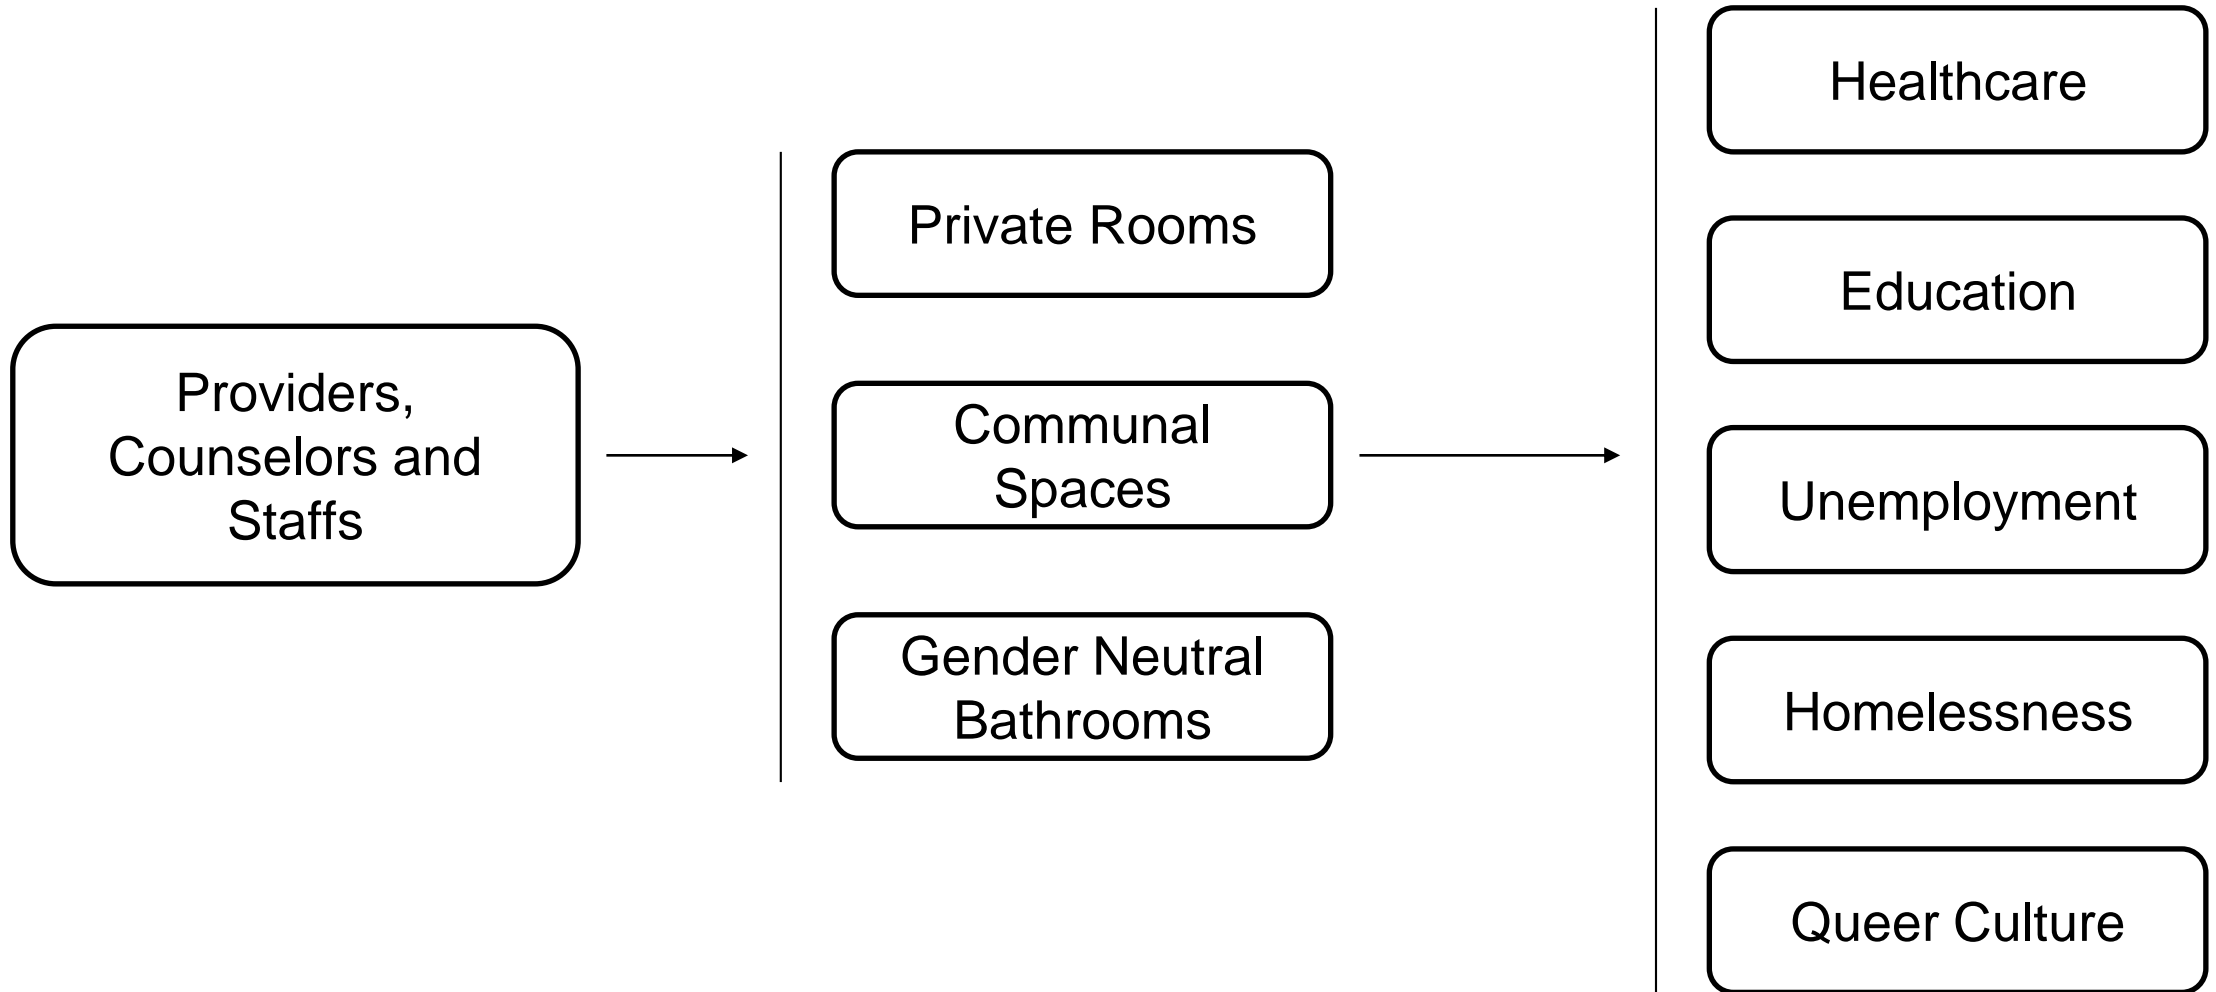 Providers,
Counselors and
Staffs
Private Rooms
Communal
Spaces
Gender Neutral
Bathrooms
Healthcare
Education
Unemployment
Homelessness
Queer Culture